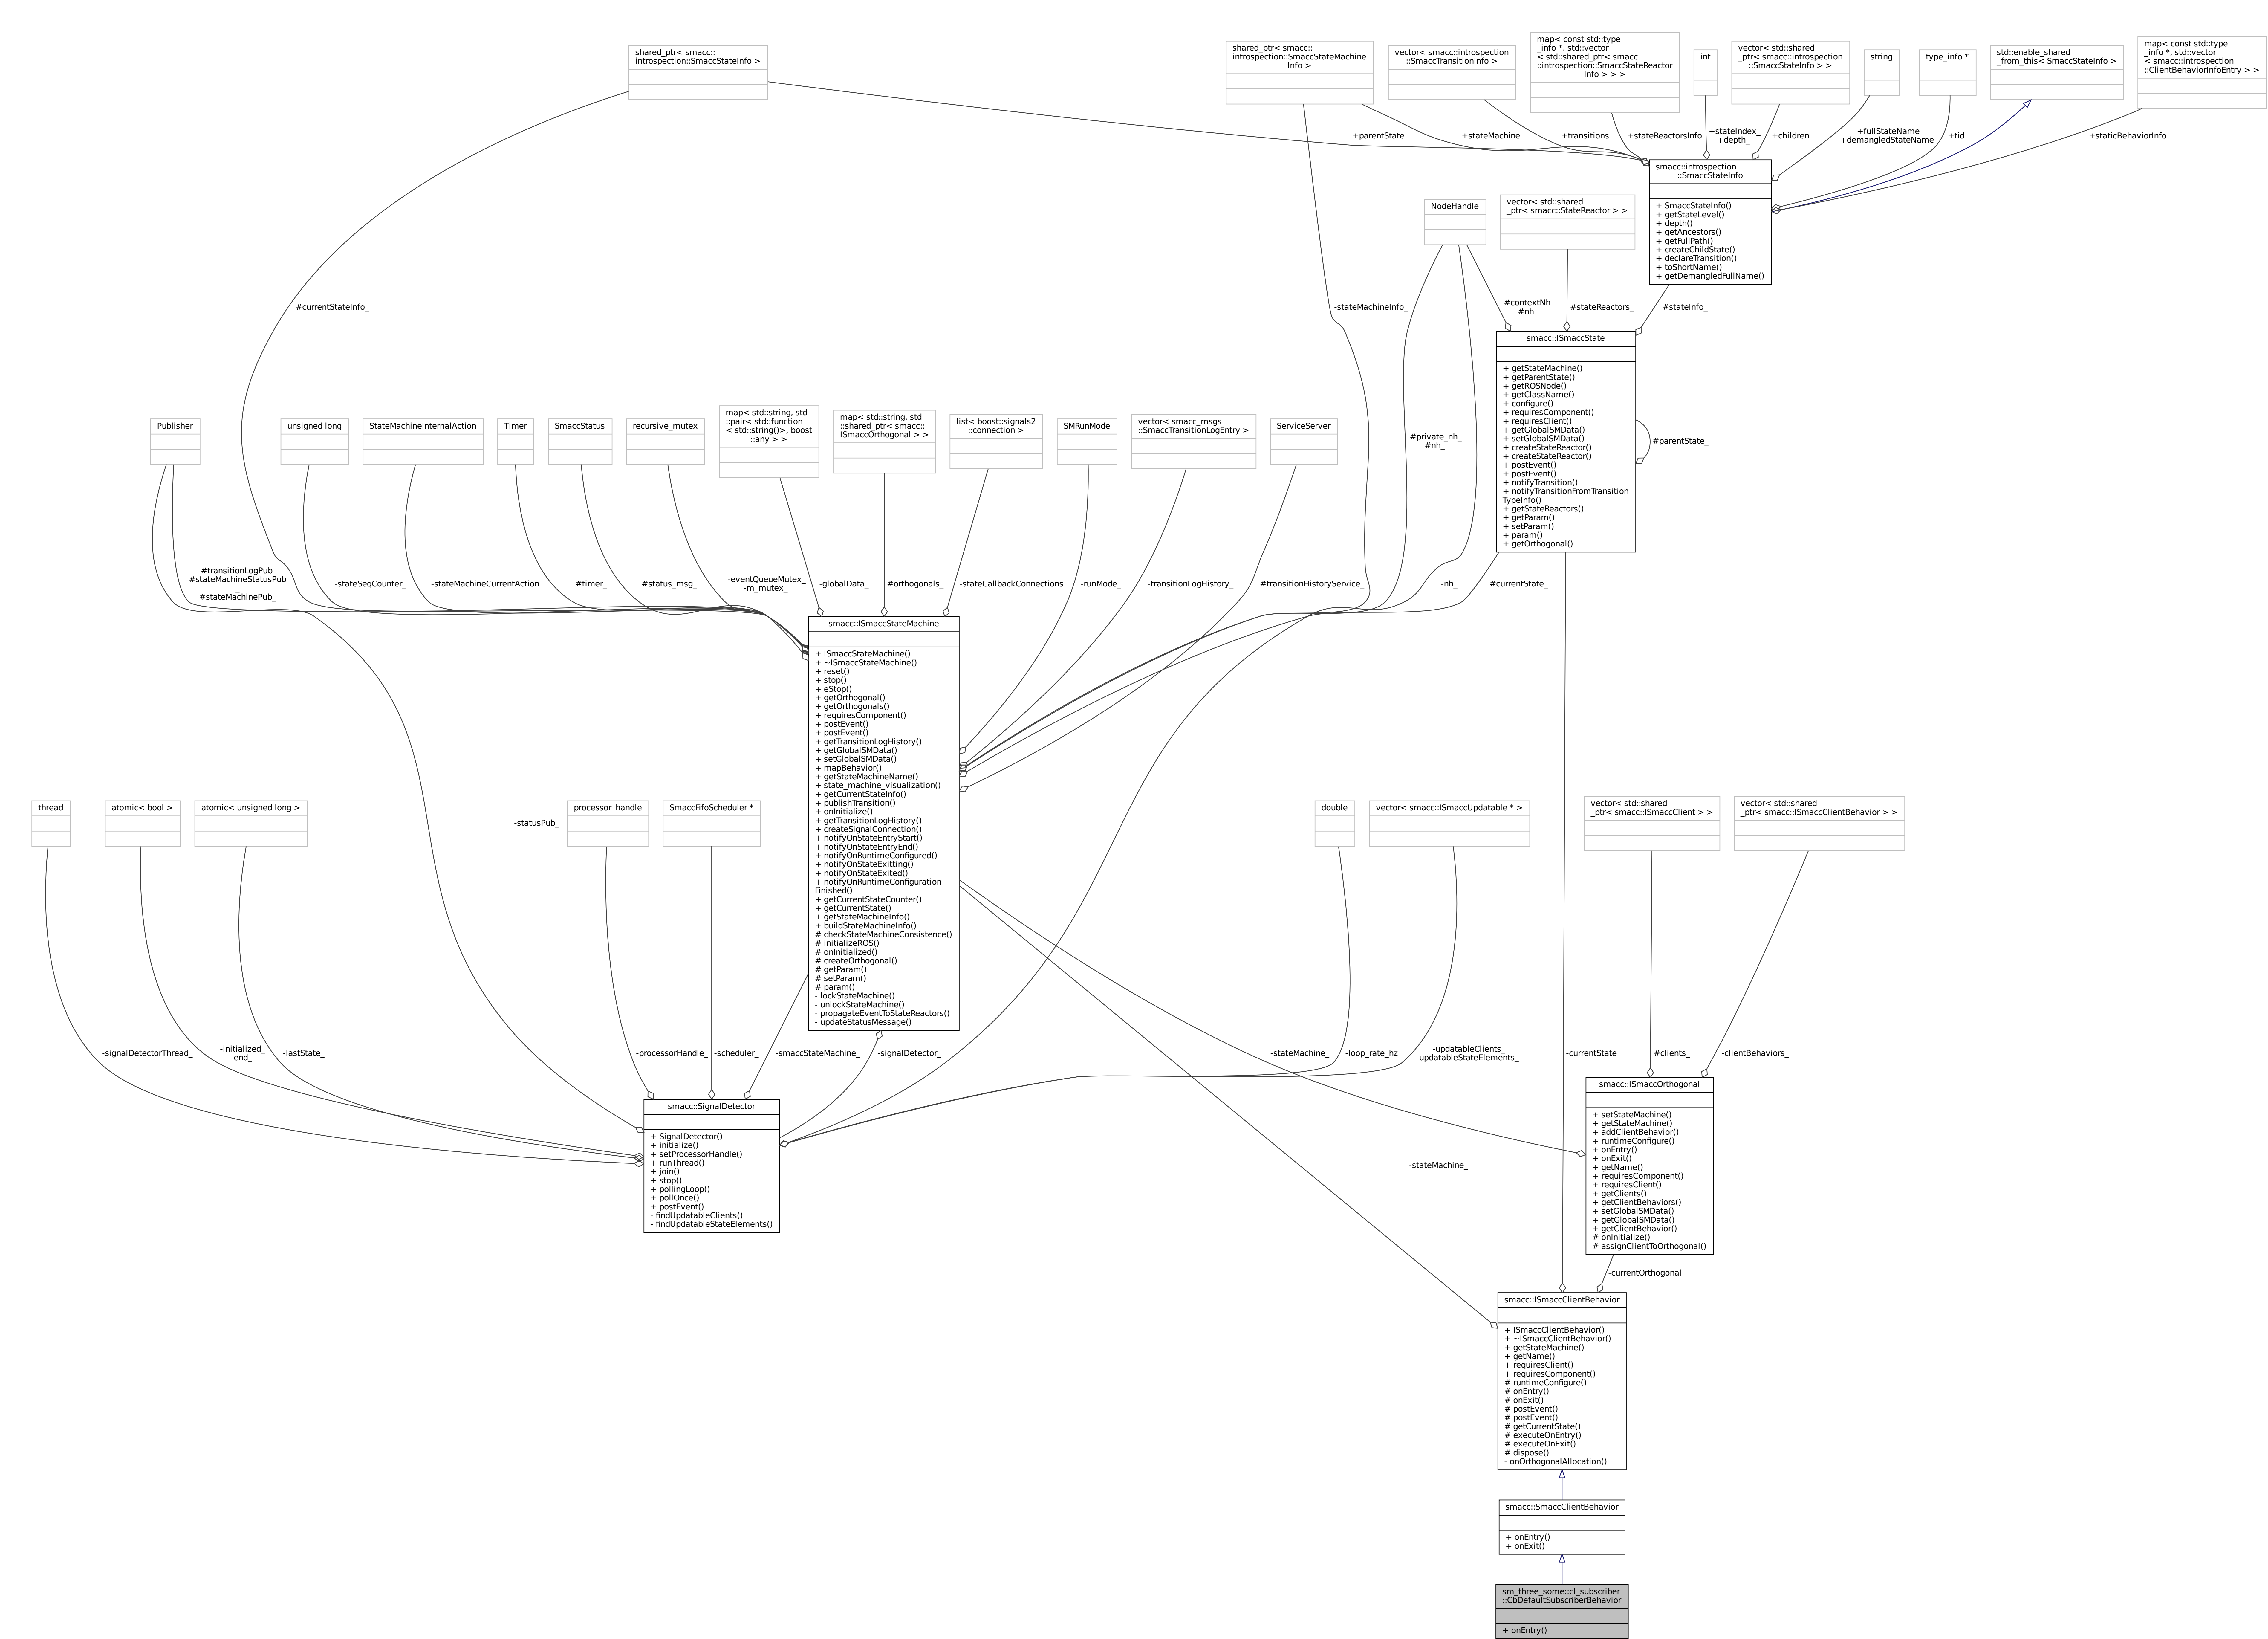 shared_ptr< smacc::
introspection::SmaccStateInfo >
shared_ptr< smacc::
introspection::SmaccStateMachine
Info >
vector< smacc::introspection
::SmaccTransitionInfo >
map< const std::type
_info *, std::vector
< std::shared_ptr< smacc
::introspection::SmaccStateReactor
Info > > >
int
vector< std::shared
_ptr< smacc::introspection
::SmaccStateInfo > >
string
type_info *
std::enable_shared
_from_this< SmaccStateInfo >
map< const std::type
_info *, std::vector
< smacc::introspection
::ClientBehaviorInfoEntry > >
+parentState_
+stateMachine_
+transitions_
+stateReactorsInfo
+stateIndex_
+depth_
+children_
+fullStateName
+demangledStateName
+tid_
+staticBehaviorInfo
smacc::introspection
::SmaccStateInfo
+ SmaccStateInfo()
+ getStateLevel()
+ depth()
+ getAncestors()
+ getFullPath()
+ createChildState()
+ declareTransition()
+ toShortName()
+ getDemangledFullName()
NodeHandle
vector< std::shared
_ptr< smacc::StateReactor > >
#currentStateInfo_
-stateMachineInfo_
#contextNh
#nh
#stateReactors_
#stateInfo_
smacc::ISmaccState
+ getStateMachine()
+ getParentState()
+ getROSNode()
+ getClassName()
+ configure()
+ requiresComponent()
+ requiresClient()
+ getGlobalSMData()
+ setGlobalSMData()
+ createStateReactor()
+ createStateReactor()
+ postEvent()
+ postEvent()
+ notifyTransition()
+ notifyTransitionFromTransition
TypeInfo()
+ getStateReactors()
+ getParam()
+ setParam()
+ param()
+ getOrthogonal()
#parentState_
#private_nh_
#nh_
Publisher
unsigned long
StateMachineInternalAction
Timer
SmaccStatus
recursive_mutex
map< std::string, std
::pair< std::function
< std::string()>, boost
::any > >
map< std::string, std
::shared_ptr< smacc::
ISmaccOrthogonal > >
list< boost::signals2
::connection >
SMRunMode
vector< smacc_msgs
::SmaccTransitionLogEntry >
ServiceServer
#transitionLogPub_
#stateMachineStatusPub
_
#stateMachinePub_
-stateSeqCounter_
-stateMachineCurrentAction
#timer_
#status_msg_
-eventQueueMutex_
-m_mutex_
-globalData_
#orthogonals_
-stateCallbackConnections
-runMode_
-transitionLogHistory_
#transitionHistoryService_
-nh_
#currentState_
smacc::ISmaccStateMachine
+ ISmaccStateMachine()
+ ~ISmaccStateMachine()
+ reset()
+ stop()
+ eStop()
+ getOrthogonal()
+ getOrthogonals()
+ requiresComponent()
+ postEvent()
+ postEvent()
+ getTransitionLogHistory()
+ getGlobalSMData()
+ setGlobalSMData()
+ mapBehavior()
+ getStateMachineName()
+ state_machine_visualization()
+ getCurrentStateInfo()
+ publishTransition()
+ onInitialize()
+ getTransitionLogHistory()
+ createSignalConnection()
+ notifyOnStateEntryStart()
+ notifyOnStateEntryEnd()
+ notifyOnRuntimeConfigured()
+ notifyOnStateExitting()
+ notifyOnStateExited()
+ notifyOnRuntimeConfiguration
Finished()
+ getCurrentStateCounter()
+ getCurrentState()
+ getStateMachineInfo()
+ buildStateMachineInfo()
# checkStateMachineConsistence()
# initializeROS()
# onInitialized()
# createOrthogonal()
# getParam()
# setParam()
# param()
- lockStateMachine()
- unlockStateMachine()
- propagateEventToStateReactors()
- updateStatusMessage()
thread
atomic< bool >
atomic< unsigned long >
-statusPub_
processor_handle
SmaccFifoScheduler *
double
vector< smacc::ISmaccUpdatable * >
vector< std::shared
_ptr< smacc::ISmaccClient > >
vector< std::shared
_ptr< smacc::ISmaccClientBehavior > >
-signalDetectorThread_
-initialized_
-end_
-lastState_
-processorHandle_
-scheduler_
-smaccStateMachine_
-signalDetector_
-stateMachine_
-loop_rate_hz
-updatableClients_
-updatableStateElements_
-currentState
#clients_
-clientBehaviors_
smacc::SignalDetector
+ SignalDetector()
+ initialize()
+ setProcessorHandle()
+ runThread()
+ join()
+ stop()
+ pollingLoop()
+ pollOnce()
+ postEvent()
- findUpdatableClients()
- findUpdatableStateElements()
smacc::ISmaccOrthogonal
+ setStateMachine()
+ getStateMachine()
+ addClientBehavior()
+ runtimeConfigure()
+ onEntry()
+ onExit()
+ getName()
+ requiresComponent()
+ requiresClient()
+ getClients()
+ getClientBehaviors()
+ setGlobalSMData()
+ getGlobalSMData()
+ getClientBehavior()
# onInitialize()
# assignClientToOrthogonal()
-stateMachine_
-currentOrthogonal
smacc::ISmaccClientBehavior
+ ISmaccClientBehavior()
+ ~ISmaccClientBehavior()
+ getStateMachine()
+ getName()
+ requiresClient()
+ requiresComponent()
# runtimeConfigure()
# onEntry()
# onExit()
# postEvent()
# postEvent()
# getCurrentState()
# executeOnEntry()
# executeOnExit()
# dispose()
- onOrthogonalAllocation()
smacc::SmaccClientBehavior
+ onEntry()
+ onExit()
sm_three_some::cl_subscriber
::CbDefaultSubscriberBehavior
+ onEntry()